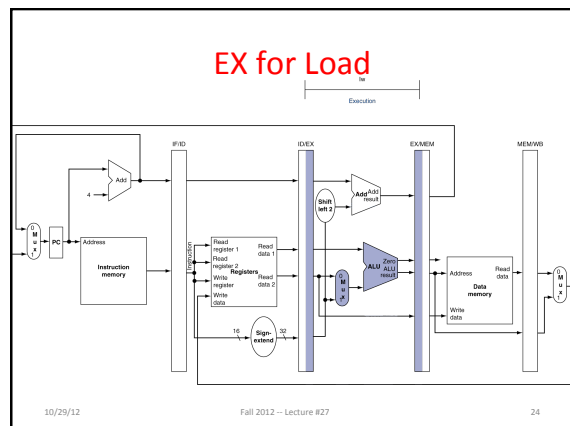 EX for Load
lw
Execution
IF/ID
ID/EX
EX/MEM
MEM/WB
Add
4
Shift
left 2
Add Add
result
0
M
u
x
1
PC
Address
Instruction
memory
Instruction
Read
register 1
Read
register 2
Write
register
Write
data
Registers
Read
data 1
Read
data 2
0
M
u
x
1
Zero
ALU ALU
result
Address
Write
data
Data
memory
Read
data
0
M
u
x
1
16
Sign-
extend
32
10/29/12
Fall 2012 -- Lecture #27
24